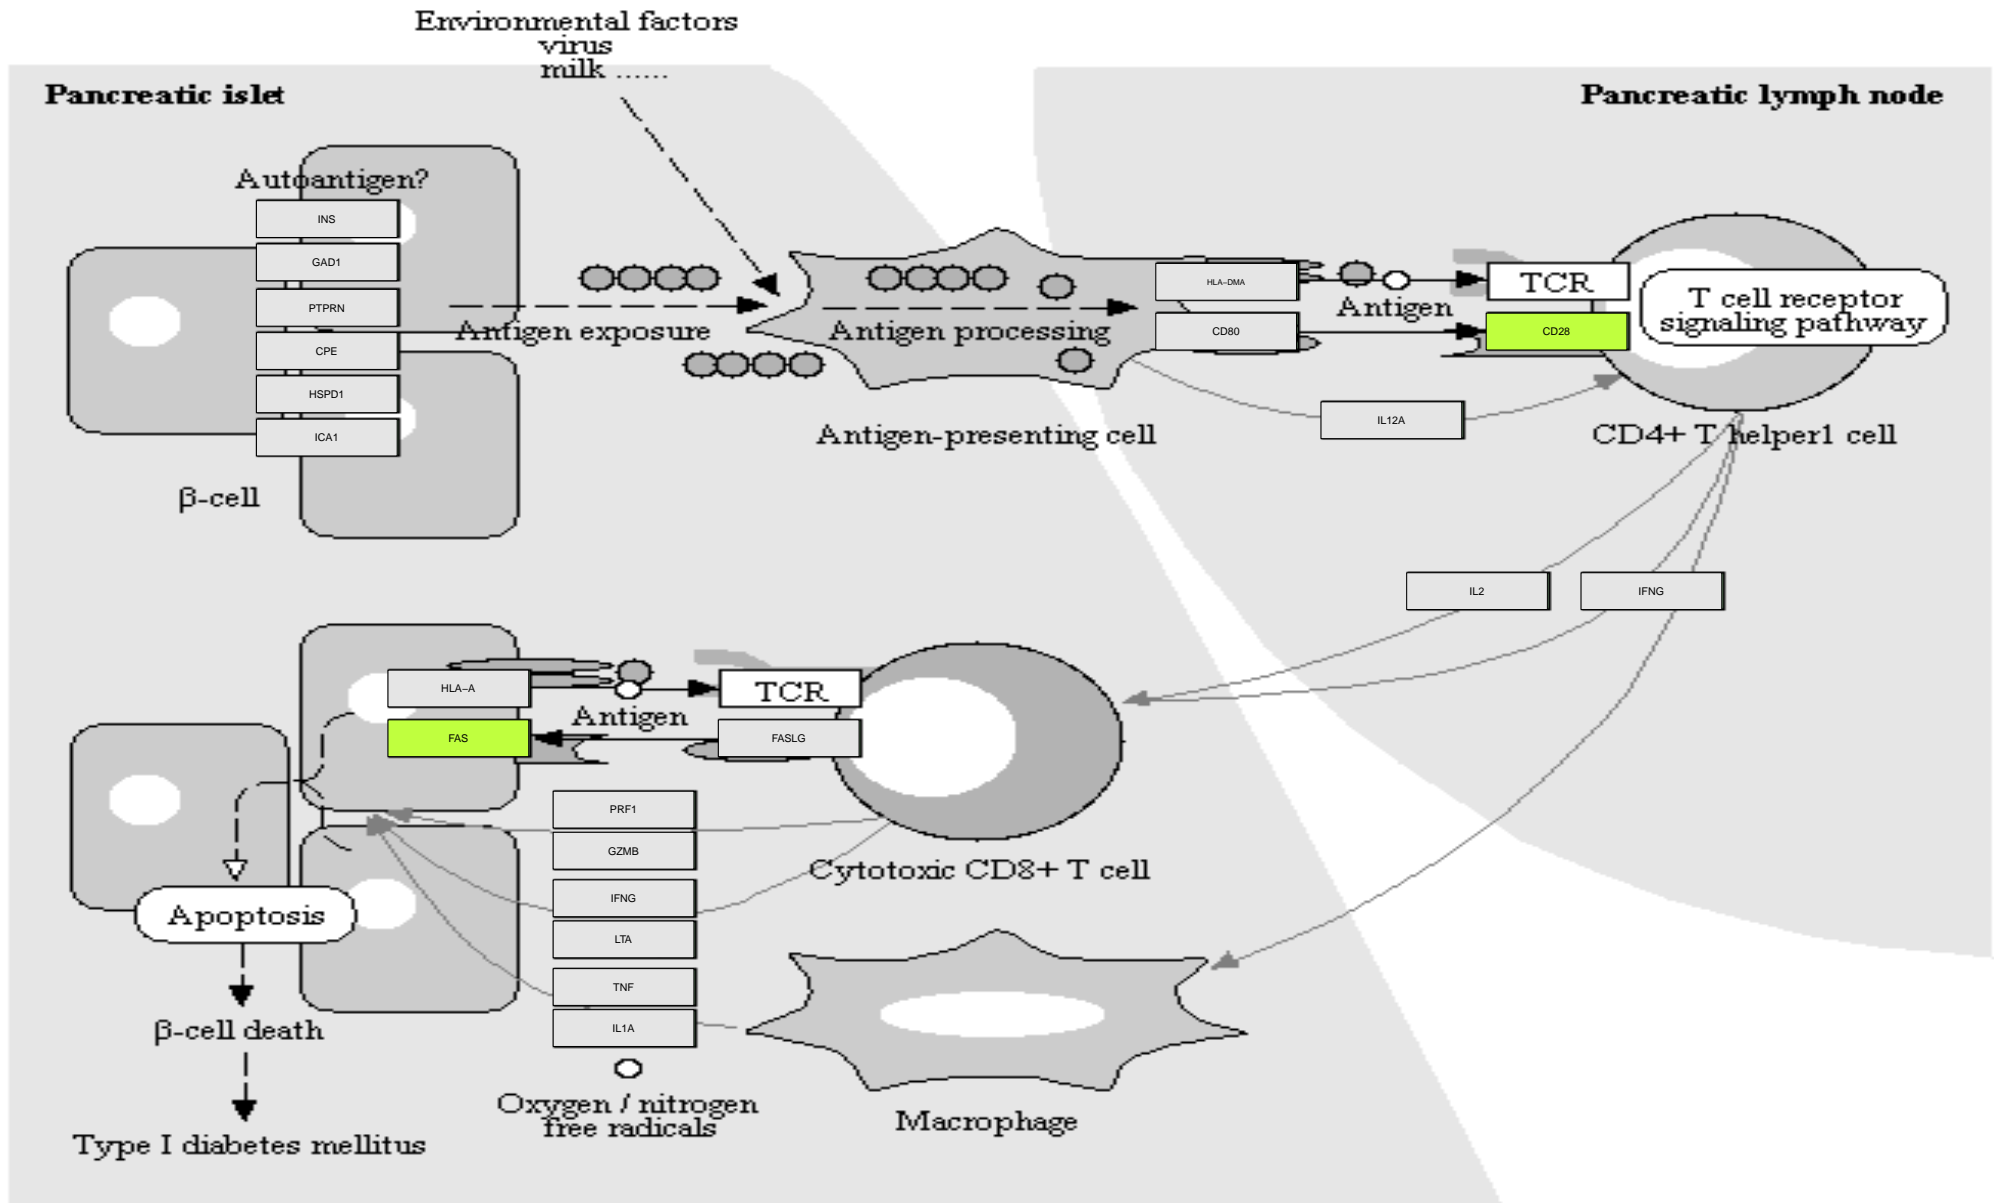 Environmental factors
virus
milk ......
Pancreatic islet
Pancreatic lymph node
Autoantigen?
INS
GAD1
PTPRN
CPE
HSPD1
ICA1
β-cell
Antigen exposure
Antigen processing
Antigen-presenting cell
HLA−DMA
CD80
Antigen
TCR
CD28
T cell receptor
signaling pathway
IL12A
CD4+ T helper1 cell
IL2
IFNG
HLA−A
FAS
Antigen
TCR
FASLG
PRF1
GZMB
IFNG
LTA
TNF
IL1A
Cytotoxic CD8+ T cell
Apoptosis
β-cell death
Type I diabetes mellitus
Oxygen / nitrogen
free radicals
Macrophage